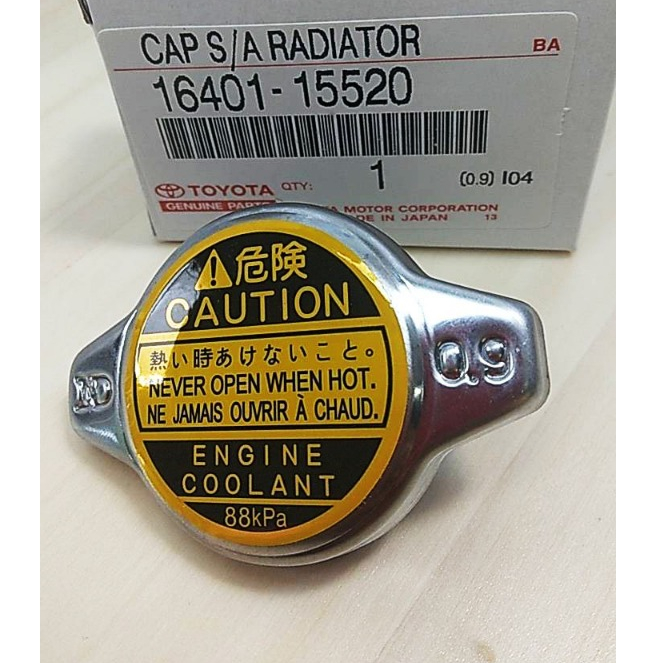 CAP S/A RADIATOR
BA
16401-15520
1
TOYOTA QTY:
(0.9) I04
GENUINE PARTS
MOTOR CORPORATION
IN JAPAN 13
危険
CAUTION
熱い時あけないこと。
NEVER OPEN WHEN HOT.
NE JAMAIS OUVRIR À CHAUD.
ENGINE
COOLANT
88kPa
0.9